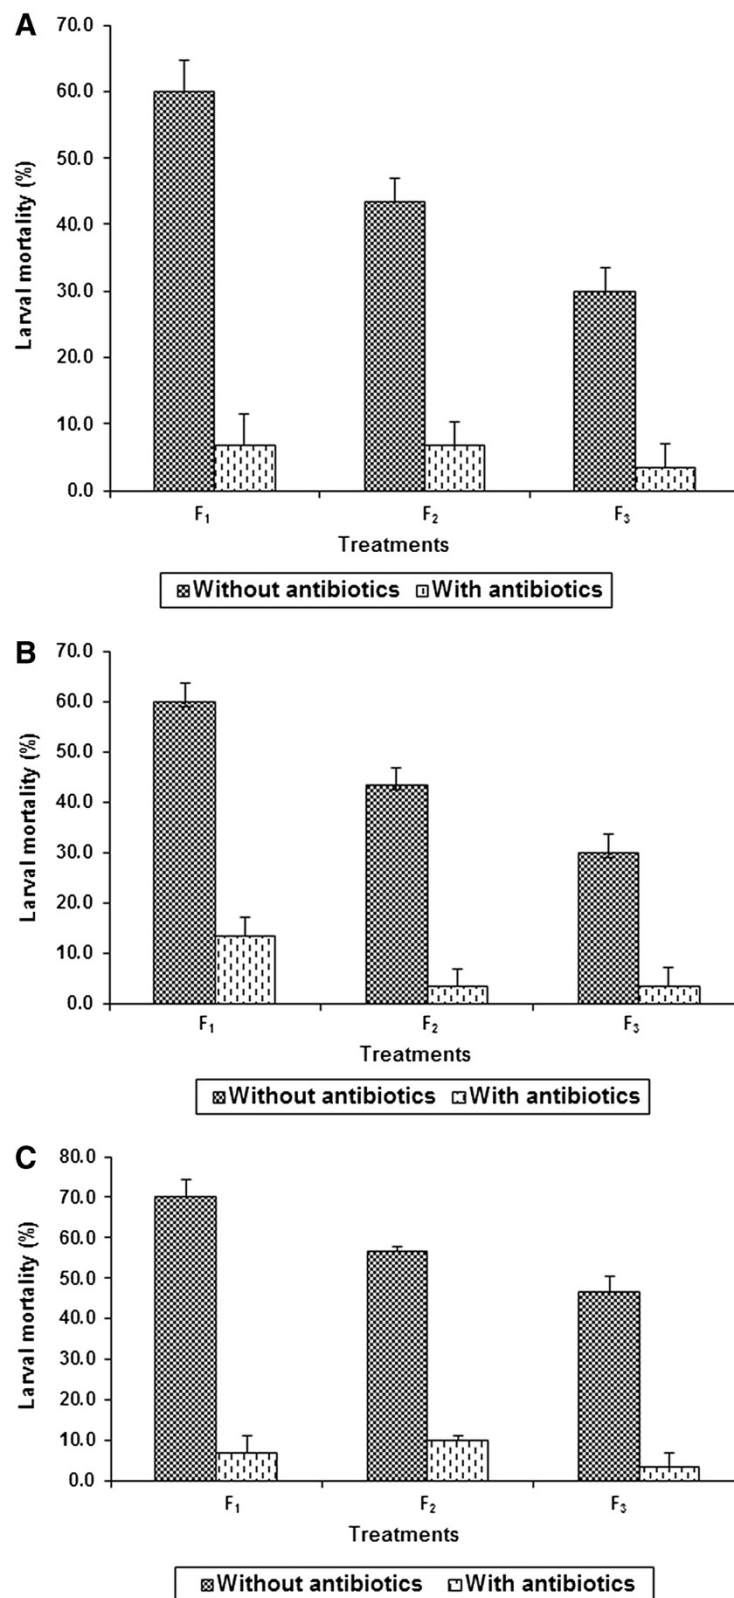 A
70.0
60.0
50.0
40.0
30.0
20.0
10.0
0.0
Larval mortality (%)
F₁ F₂ F₃
Treatments
Without antibiotics With antibiotics
B
70.0
60.0
50.0
40.0
30.0
20.0
10.0
0.0
Larval mortality (%)
F₁ F₂ F₃
Treatments
Without antibiotics With antibiotics
C
80.0
70.0
60.0
50.0
40.0
30.0
20.0
10.0
0.0
Larval mortality (%)
F₁ F₂ F₃
Treatments
Without antibiotics With antibiotics